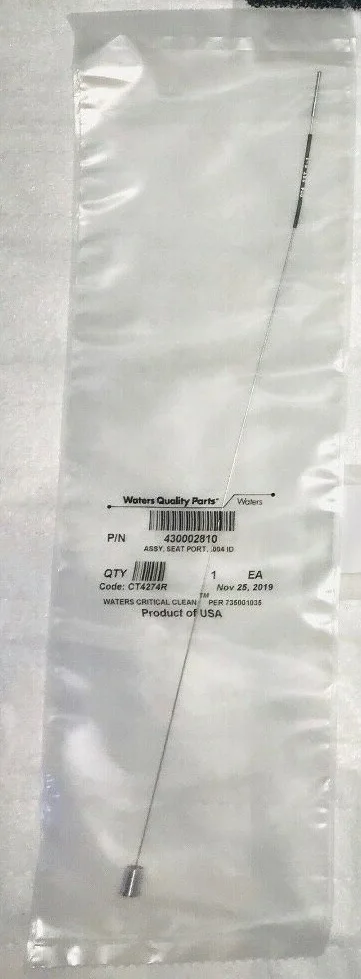 Waters Quality Parts™ Waters
P/N 430002810
ASSY, SEAT PORT, .004 ID
QTY 1 EA
Code: CT4274R Nov 25, 2019
WATERS CRITICAL CLEAN ™ PER 735001035
Product of USA